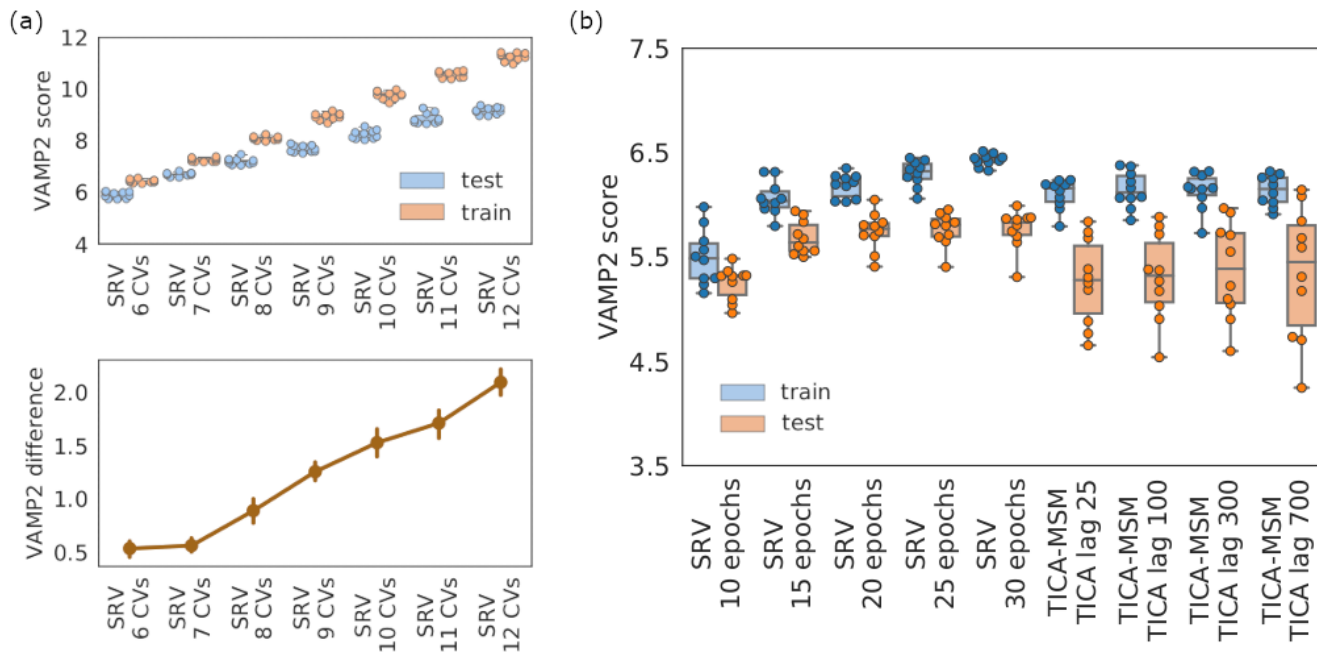 (a)
12
10
8
6
4
VAMP2 score
test
train
SRV
6 CVs
SRV
7 CVs
SRV
8 CVs
SRV
9 CVs
SRV
10 CVs
SRV
11 CVs
SRV
12 CVs
2.0
1.5
1.0
0.5
VAMP2 difference
SRV
6 CVs
SRV
7 CVs
SRV
8 CVs
SRV
9 CVs
SRV
10 CVs
SRV
11 CVs
SRV
12 CVs
(b)
7.5
6.5
5.5
4.5
3.5
VAMP2 score
train
test
SRV
10 epochs
SRV
15 epochs
SRV
20 epochs
SRV
25 epochs
SRV
30 epochs
TICA-MSM
TICA lag 25
TICA-MSM
TICA lag 100
TICA-MSM
TICA lag 300
TICA-MSM
TICA lag 700